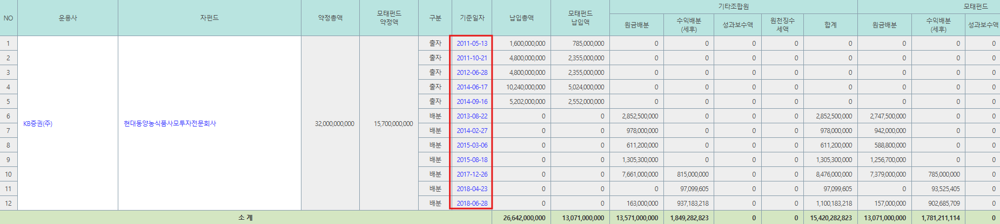 NO 운용사 자펀드 약정총액 모태펀드 약정액 구분 기준일자 납입총액 모태펀드 납입액 기타조합원 모태펀드
원금배분 수익배분 (세후) 성과보수액 원천징수 세액 합계 원금배분 수익배분 (세후) 성과보수액
1 출자 2011-05-13 1,600,000,000 785,000,000 0 0 0 0 0 0 0 0
2 출자 2011-10-21 4,800,000,000 2,355,000,000 0 0 0 0 0 0 0 0
3 출자 2012-06-28 4,800,000,000 2,355,000,000 0 0 0 0 0 0 0 0
4 출자 2014-06-17 10,240,000,000 5,024,000,000 0 0 0 0 0 0 0 0
5 출자 2014-09-16 5,202,000,000 2,552,000,000 0 0 0 0 0 0 0 0
6 배분 2013-08-22 0 0 2,852,500,000 0 0 0 2,852,500,000 2,747,500,000 0 0
KB증권(주) 현대동양농식품사모투자전문회사 32,000,000,000 15,700,000,000
7 배분 2014-02-27 0 0 978,000,000 0 0 0 978,000,000 942,000,000 0 0
8 배분 2015-03-06 0 0 611,200,000 0 0 0 611,200,000 588,800,000 0 0
9 배분 2015-08-18 0 0 1,305,300,000 0 0 0 1,305,300,000 1,256,700,000 0 0
10 배분 2017-12-26 0 0 7,661,000,000 815,000,000 0 0 8,476,000,000 7,379,000,000 785,000,000 0
11 배분 2018-04-23 0 0 0 97,099,605 0 0 97,099,605 0 93,525,405 0
12 배분 2018-06-28 0 0 163,000,000 937,183,218 0 0 1,100,183,218 157,000,000 902,685,709 0
소 계 26,642,000,000 13,071,000,000 13,571,000,000 1,849,282,823 0 0 15,420,282,823 13,071,000,000 1,781,211,114 0